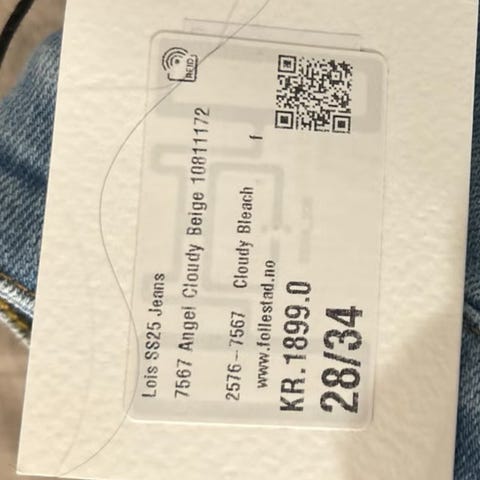 Lois SS25 Jeans
7567 Angel Cloudy Beige 10811172
2576-7567 Cloudy Bleach f
www.follestad.no
KR.1899.0
28/34
RFID